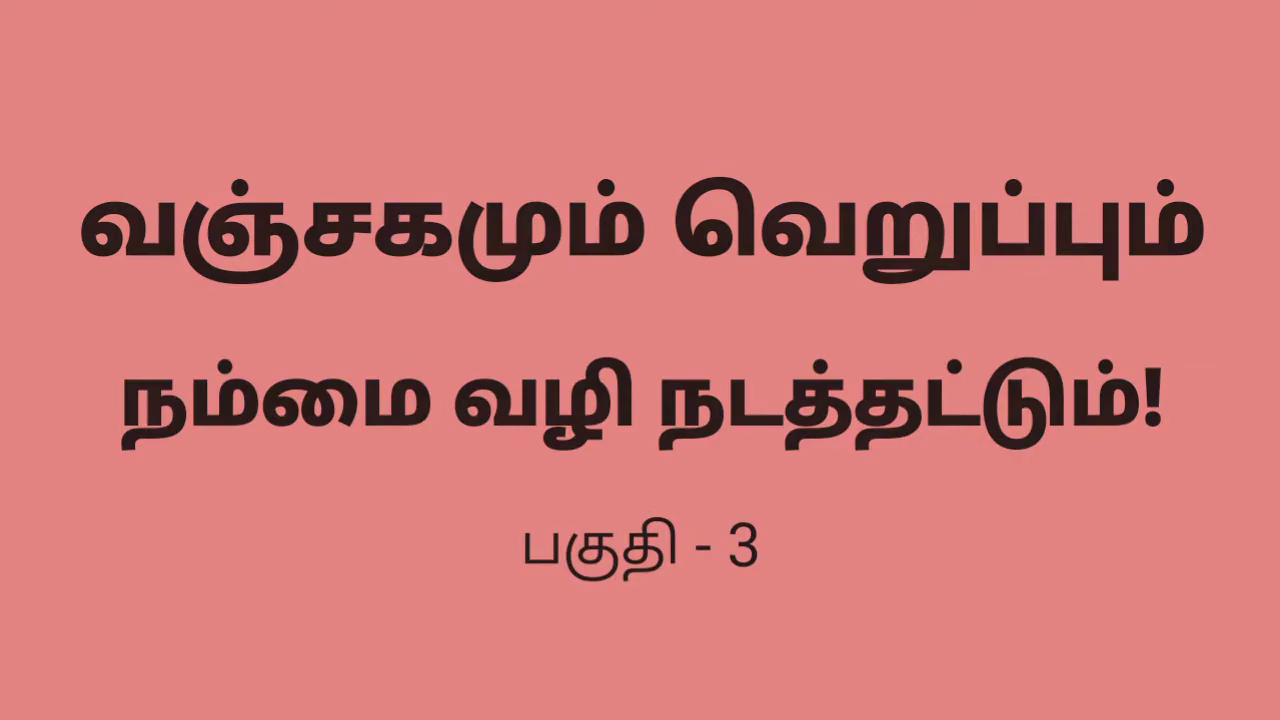 வஞ்சகமும் வெறுப்பும்
நம்மை வழி நடத்தட்டும்!
பகுதி - 3